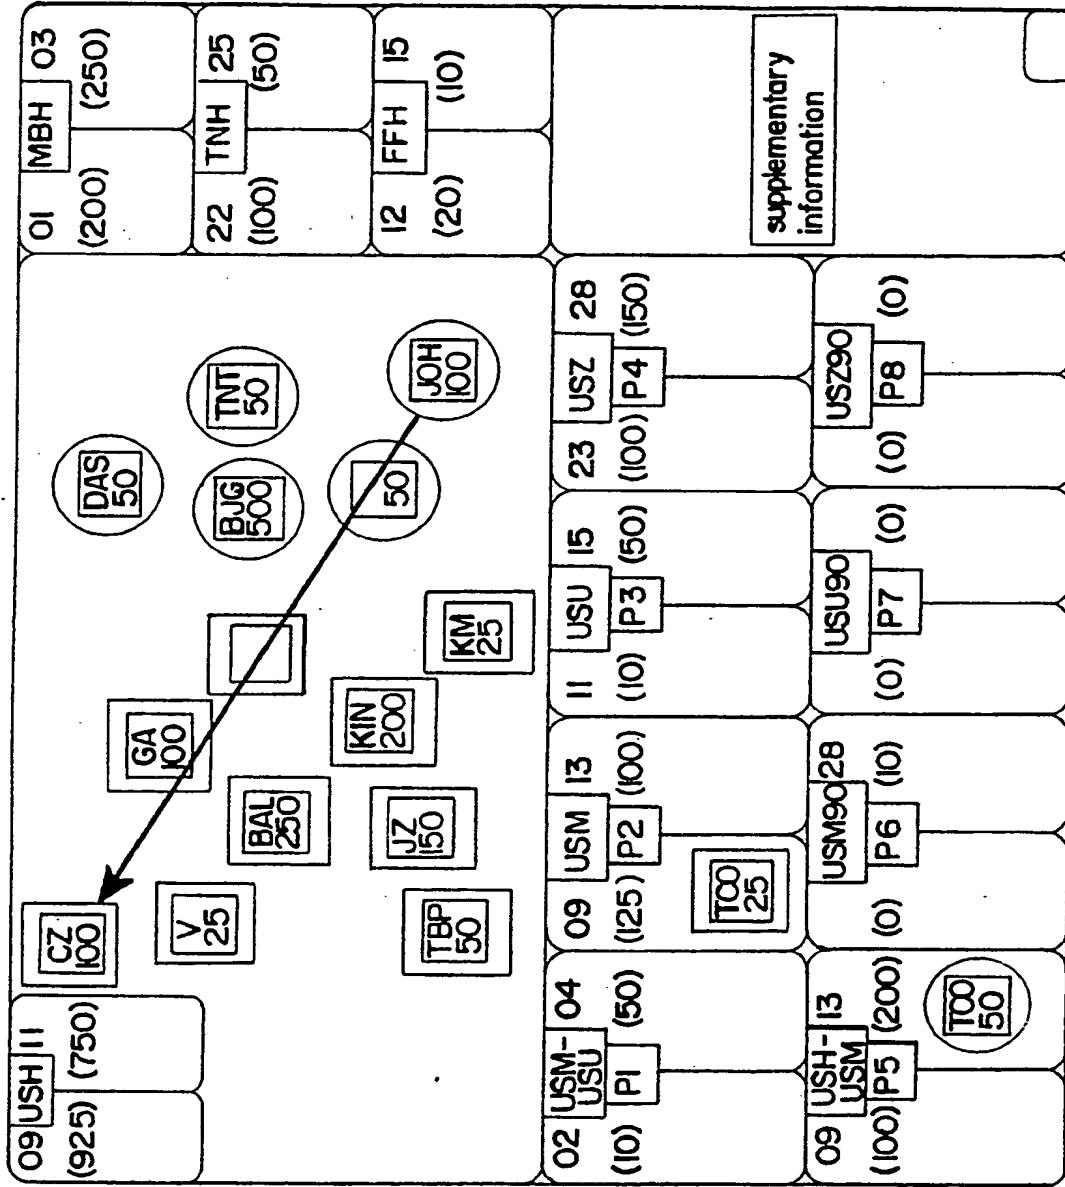 09 USH 11
(925) (750)
CZ
100
V
25
TBP
50
BAL
250
JZ
150
GA
100
KIN
200
KM
25
DAS
50
BJG
500
50
TNT
50
JOH
100
01 MBH 03
(200) (250)
22 TNH 25
(100) (50)
12 FFH 15
(20) (10)
02 USM-USU 04
(10) P1 (50)
09 USM 13
(125) P2 (100)
TOO
25
11 USU 15
(10) P3 (50)
23 USZ 28
(100) P4 (150)
09 USH-USM 13
(100) P5 (200)
TOO
50
USM90 28
(0) P6 (10)
USU90
(0) P7 (0)
USZ90
(0) P8 (0)
supplementary
information